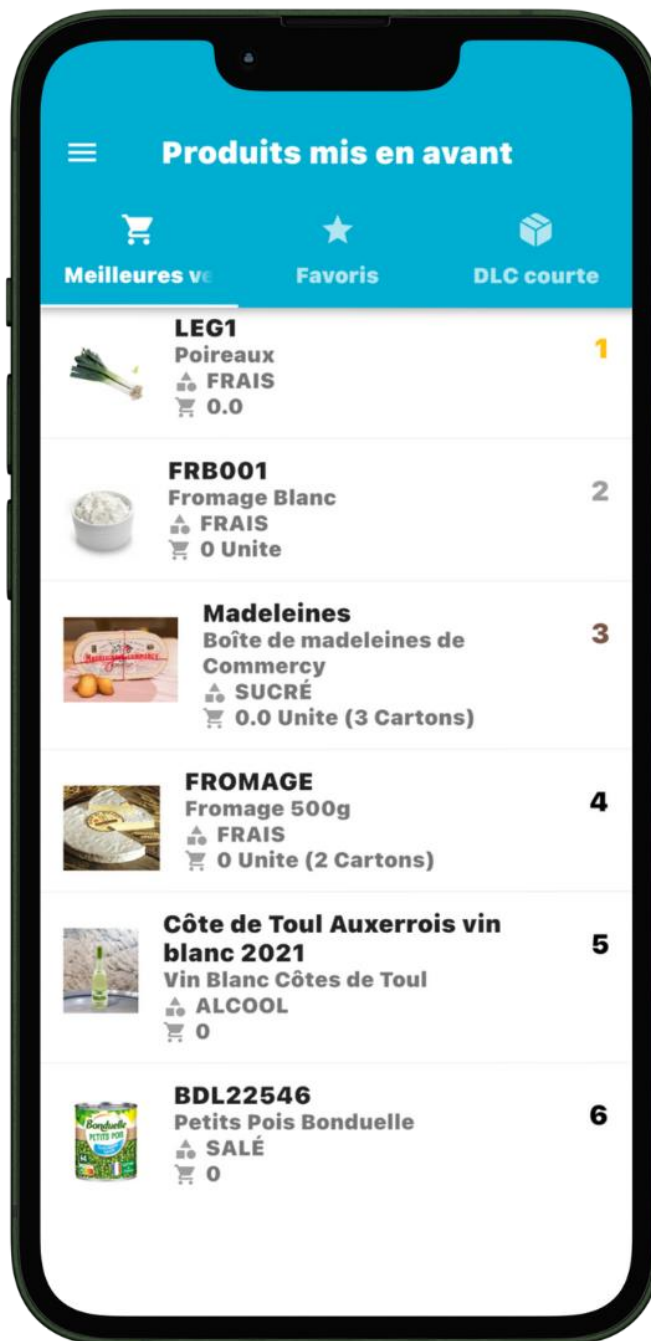 Produits mis en avant
Meilleures ve
Favoris
DLC courte
LEG1
1
Poireaux
FRAIS
0.0
FRB001
2
Fromage Blanc
FRAIS
0 Unite
Madeleines
3
Boîte de madeleines de
Commercy
SUCRÉ
0.0 Unite (3 Cartons)
FROMAGE
4
Fromage 500g
FRAIS
0 Unite (2 Cartons)
Côte de Toul Auxerrois vin
blanc 2021
5
Vin Blanc Côtes de Toul
ALCOOL
0
BDL22546
6
Petits Pois Bonduelle
SALÉ
0
Bonduelle
PETITS POIS